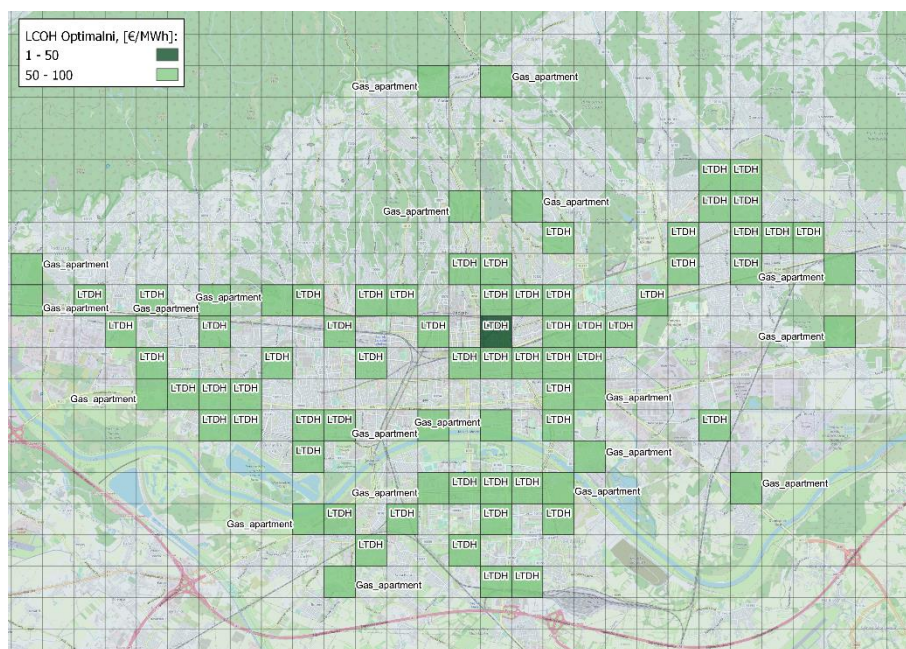 LCOH Optimalni, [€/MWh]:
1 - 50
50 - 100
Gas_apartment Gas_apartment
LTDH LTDH
Gas_apartment Gas_apartment LTDH LTDH
LTDH LTDH LTDH LTDH LTDH
Gas_apartment LTDH LTDH LTDH LTDH Gas_apartment
LTDH LTDH Gas_apartment LTDH LTDH LTDH LTDH LTDH LTDH LTDH
Gas_apartment Gas_apartment
LTDH LTDH LTDH LTDH LTDH LTDH LTDH LTDH Gas_apartment
LTDH LTDH LTDH LTDH LTDH LTDH LTDH LTDH
Gas_apartment LTDH LTDH LTDH LTDH Gas_apartment
LTDH LTDH LTDH LTDH Gas_apartment LTDH LTDH
Gas_apartment
LTDH Gas_apartment
Gas_apartment LTDH LTDH LTDH Gas_apartment Gas_apartment
Gas_apartment LTDH LTDH LTDH LTDH
LTDH LTDH
Gas_apartment LTDH LTDH